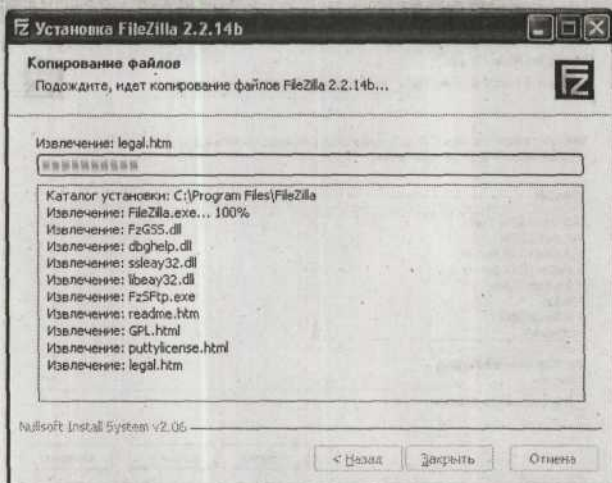 FZ Установка FileZilla 2.2.14b
Копирование файлов
Подождите, идет копирование файлов FileZilla 2.2.14b...
FZ
Извлечение: legal.htm
Каталог установки: C:\Program Files\FileZilla
Извлечение: FileZilla.exe... 100%
Извлечение: FzGSS.dll
Извлечение: dbghelp.dll
Извлечение: ssleay32.dll
Извлечение: libeay32.dll
Извлечение: FzSFtp.exe
Извлечение: readme.htm
Извлечение: GPL.html
Извлечение: puttylicense.html
Извлечение: legal.htm
Nullsoft Install System v2.06
< Назад Закрыть Отмена